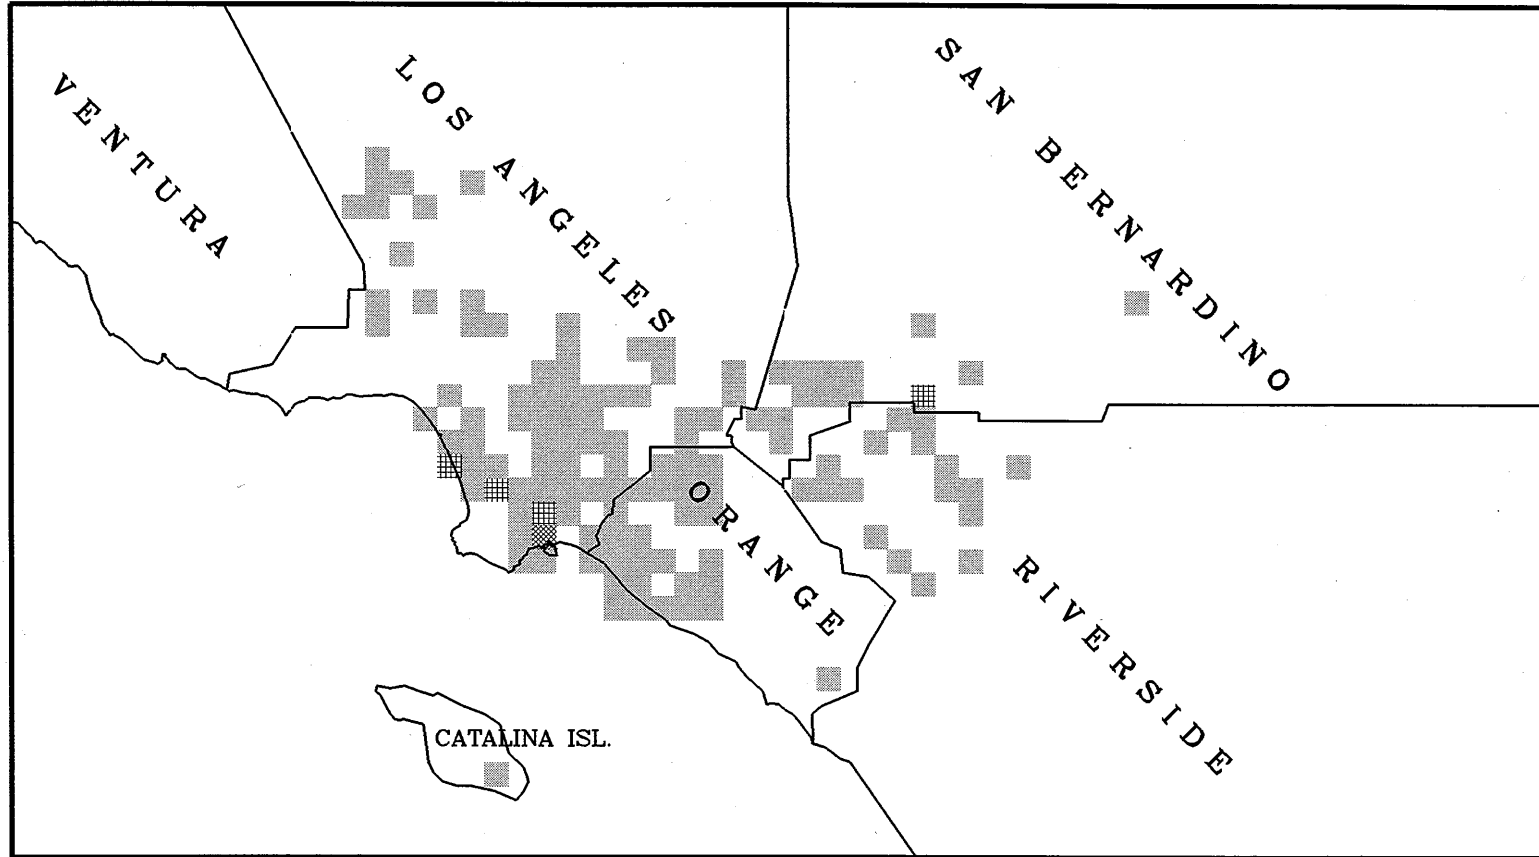 VENTURA
LOS ANGELES
SAN BERNARDINO
ORANGE
RIVERSIDE
CATALINA ISL.